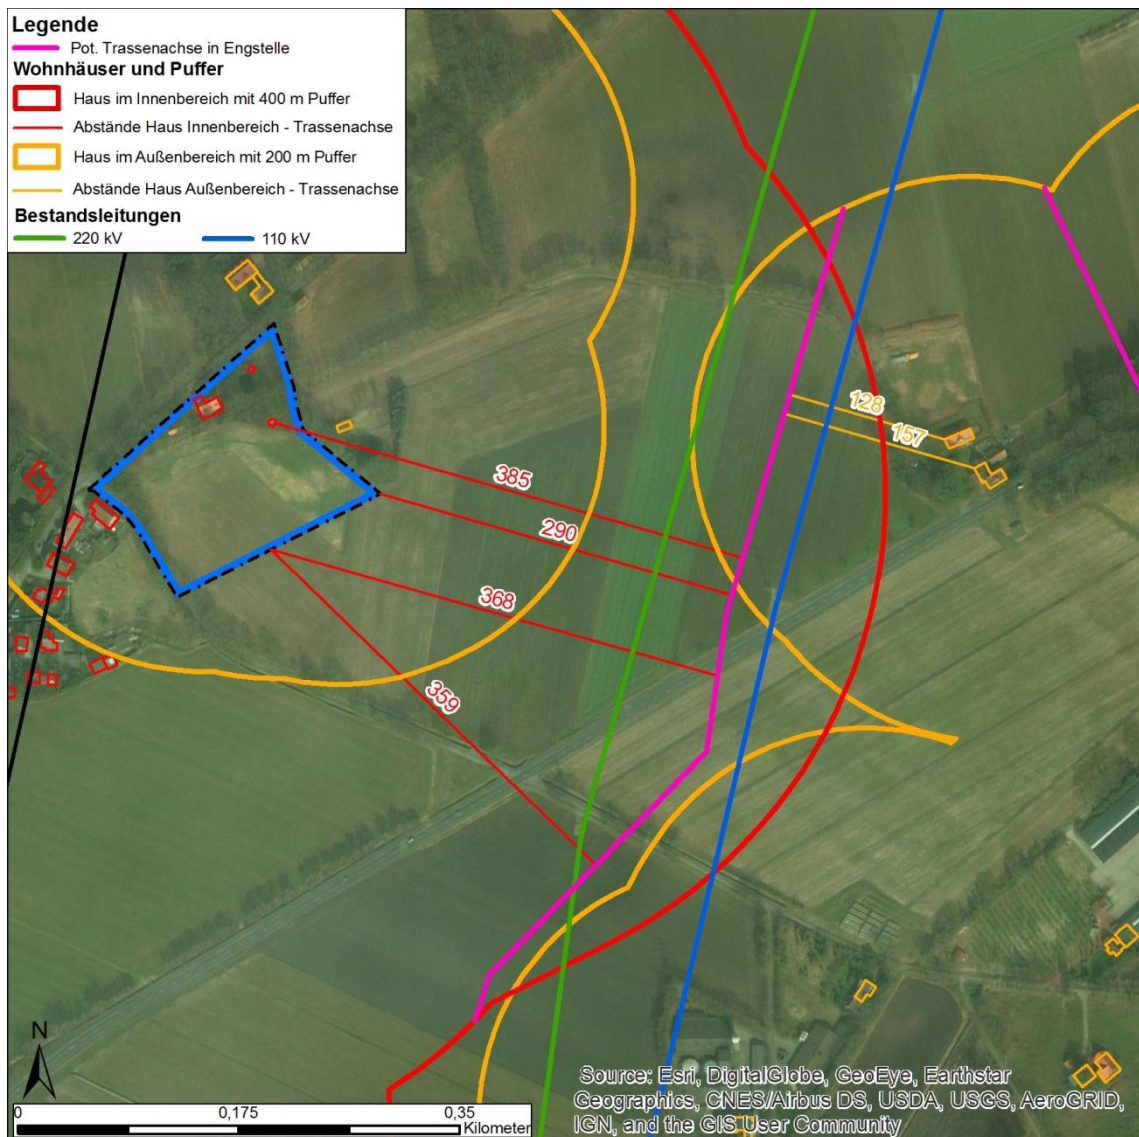 Legende
Pot. Trassenachse in Engstelle
Wohnhäuser und Puffer
Haus im Innenbereich mit 400 m Puffer
Abstände Haus Innenbereich - Trassenachse
Haus im Außenbereich mit 200 m Puffer
Abstände Haus Außenbereich - Trassenachse
Bestandsleitungen
220 kV
110 kV
128
157
385
290
368
359
N
0
0,175
0,35
Kilometer
Source: Esri, DigitalGlobe, GeoEye, Earthstar
Geographics, CNES/Airbus DS, USDA, USGS, AeroGRID,
IGN, and the GIS User Community